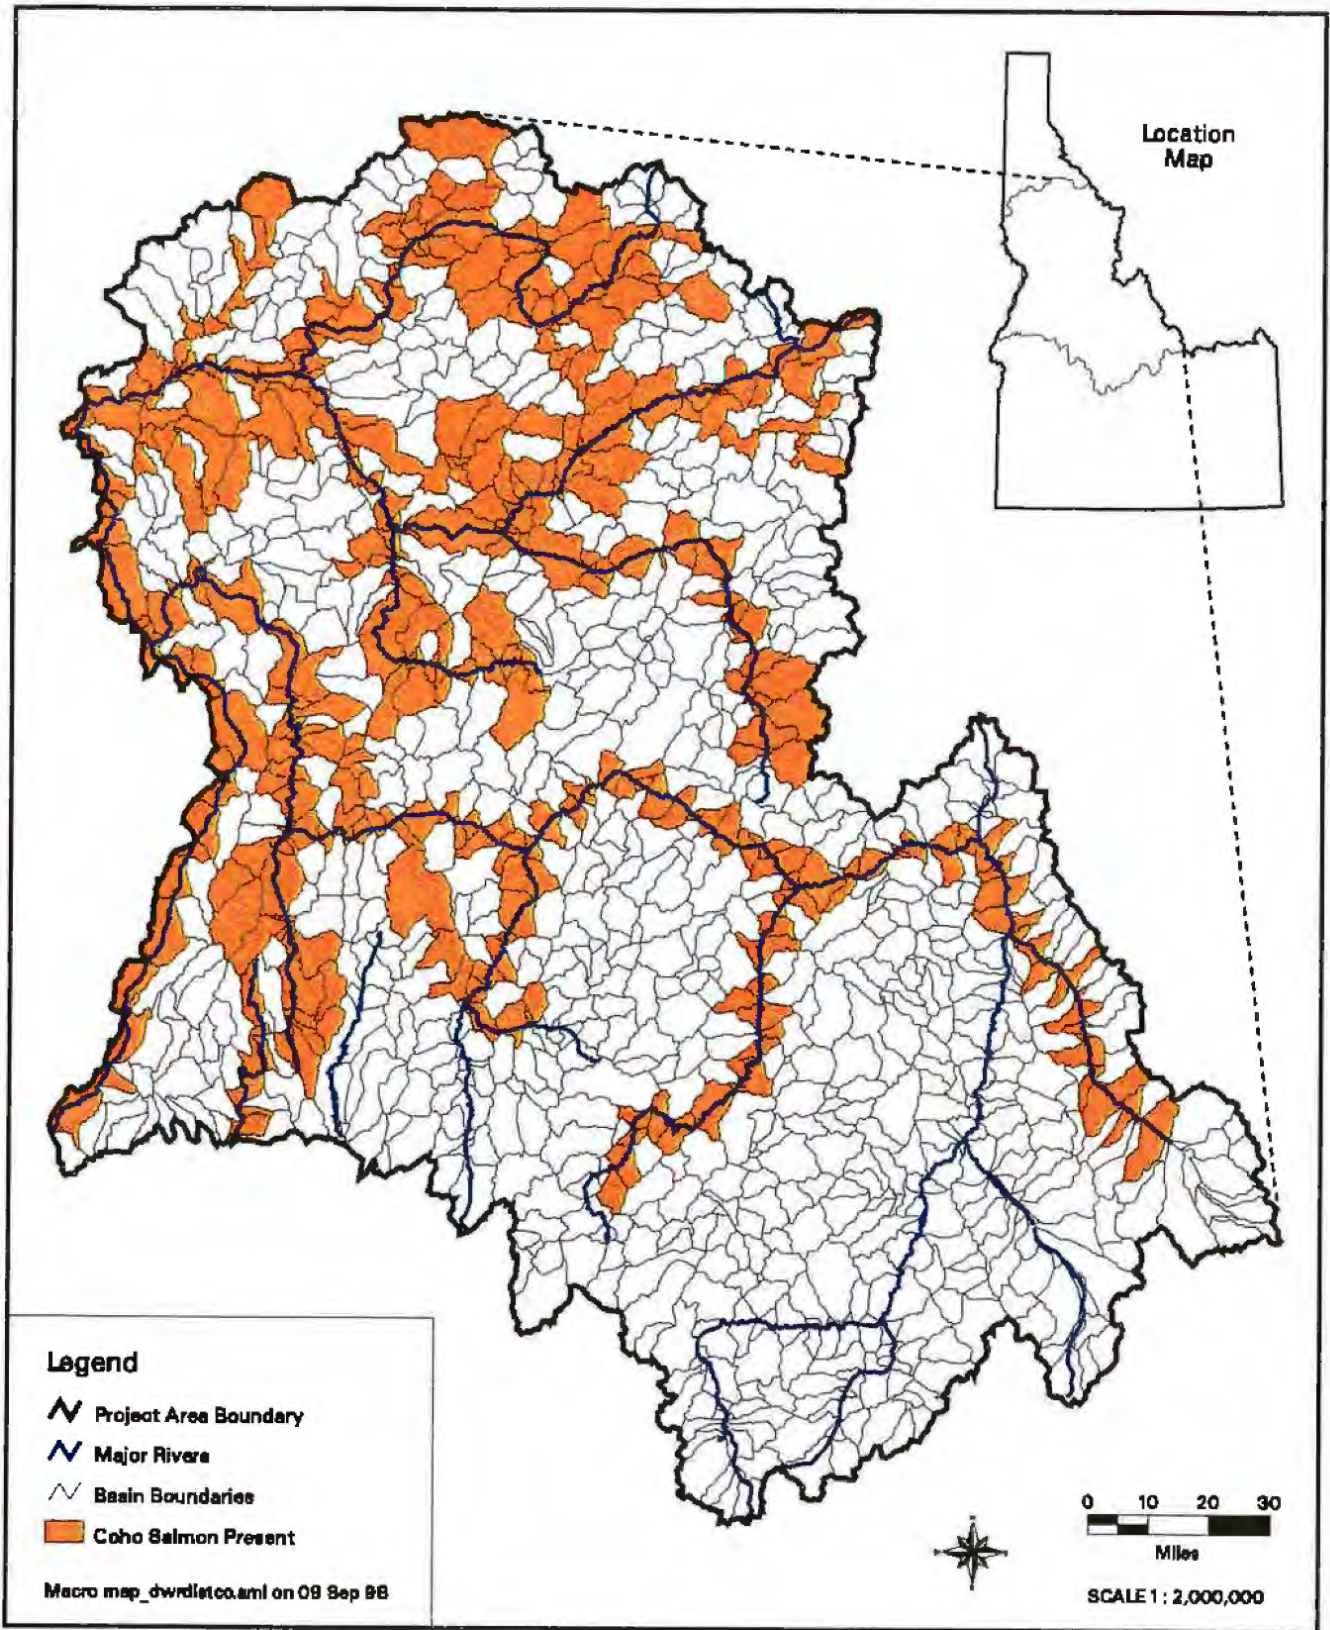 Location
Map
Legend
Project Area Boundary
Major Rivers
Basin Boundaries
Coho Salmon Present
Macro map_dwrdistco.aml on 09 Sep 98
0 10 20 30
Miles
SCALE 1 : 2,000,000